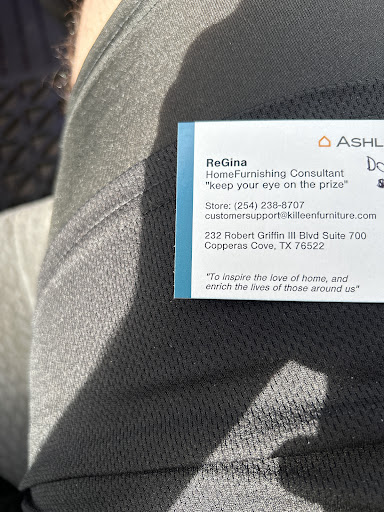 ASHL
ReGina
HomeFurnishing Consultant
"keep your eye on the prize"
Store: (254) 238-8707
customersupport@killeenfurniture.com
232 Robert Griffin III Blvd Suite 700
Copperas Cove, TX 76522
"To inspire the love of home, and
enrich the lives of those around us"